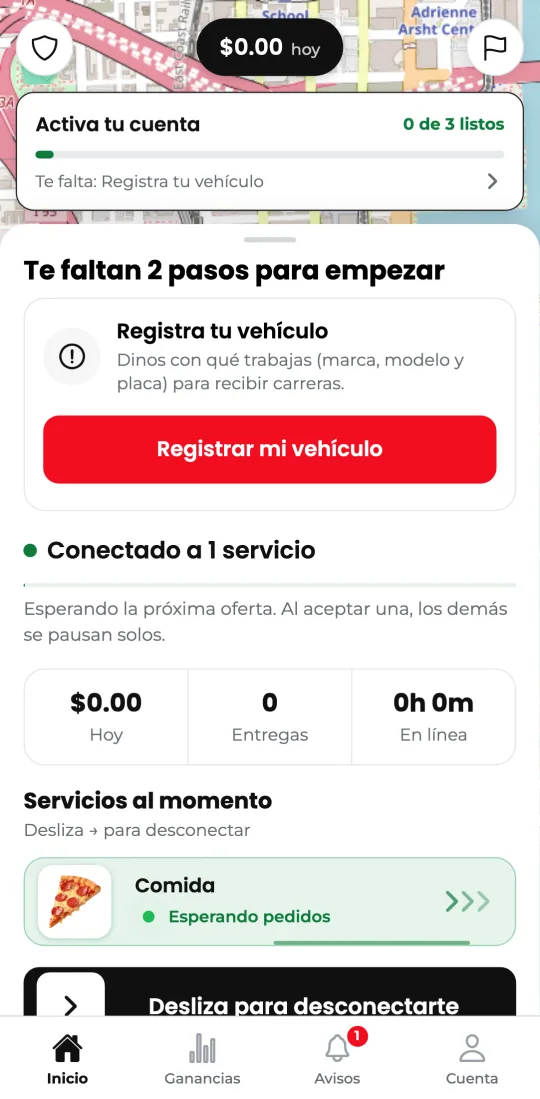 School
Adrienne
Arsht Cent
East Coast Rail
$0.00 hoy
Activa tu cuenta
0 de 3 listos
Te falta: Registra tu vehículo
I 95
Te faltan 2 pasos para empezar
Registra tu vehículo
Dinos con qué trabajas (marca, modelo y
placa) para recibir carreras.
Registrar mi vehículo
Conectado a 1 servicio
Esperando la próxima oferta. Al aceptar una, los demás
se pausan solos.
$0.00
Hoy
0
Entregas
0h 0m
En línea
Servicios al momento
Desliza → para desconectar
Comida
Esperando pedidos
Desliza para desconectarte
1
Inicio
Ganancias
Avisos
Cuenta